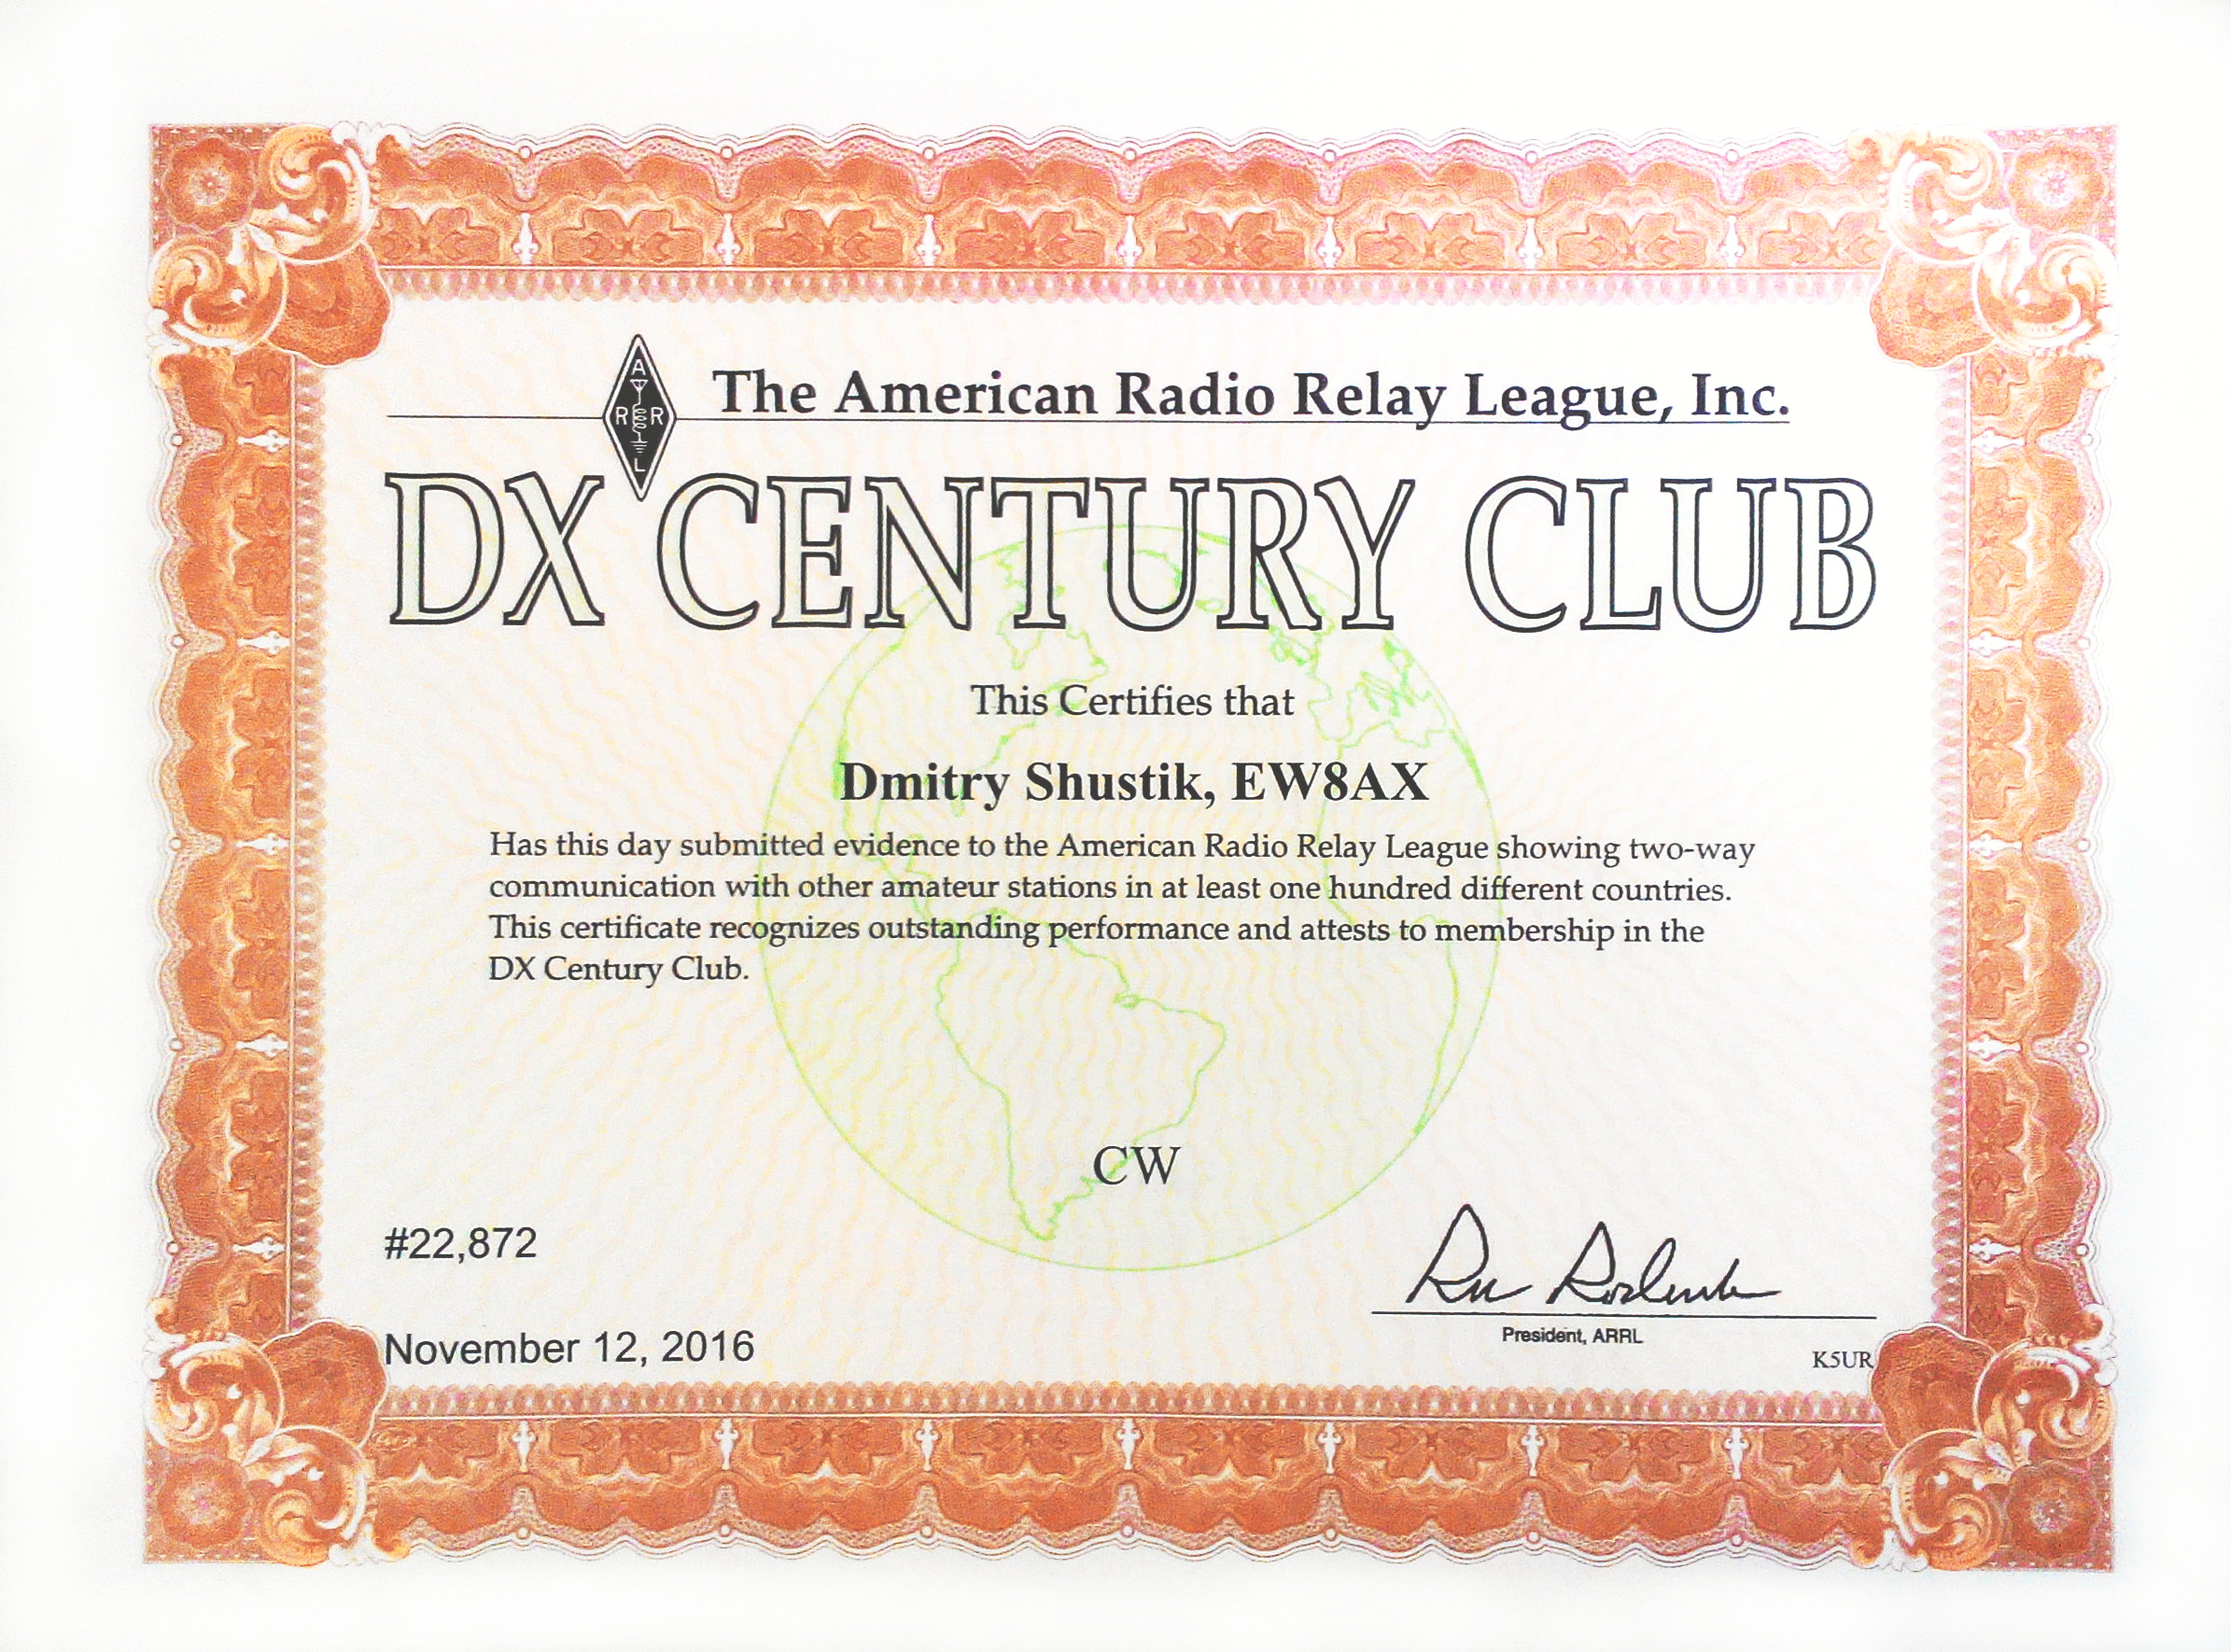 A
R R
L
The American Radio Relay League, Inc.
DX CENTURY CLUB
This Certifies that
Dmitry Shustik, EW8AX
Has this day submitted evidence to the American Radio Relay League showing two-way
communication with other amateur stations in at least one hundred different countries.
This certificate recognizes outstanding performance and attests to membership in the
DX Century Club.
CW
#22,872
November 12, 2016
President, ARRL
K5UR